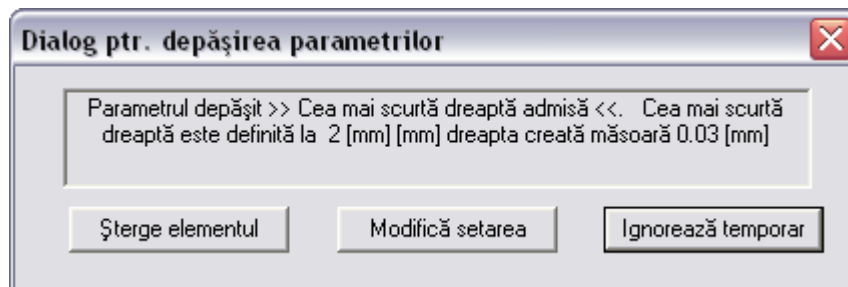 Dialog ptr. depăşirea parametrilor
Parametrul depăşit >> Cea mai scurtă dreaptă admisă <<.   Cea mai scurtă
dreaptă este definită la  2 [mm] [mm] dreapta creată măsoară 0.03 [mm]
Şterge elementul
Modifică setarea
Ignorează temporar